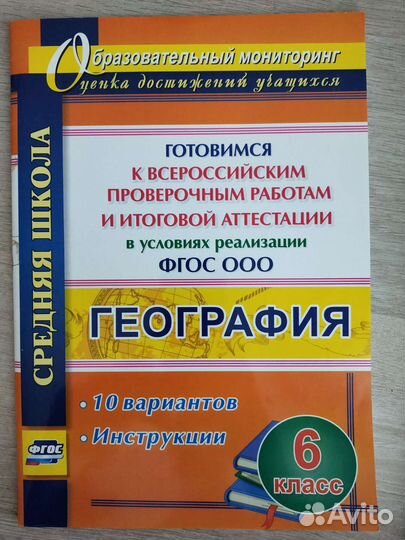 Образовательный мониторинг
Оценка достижений учащихся
СРЕДНЯЯ ШКОЛА
ГОТОВИМСЯ
К ВСЕРОССИЙСКИМ
ПРОВЕРОЧНЫМ РАБОТАМ
И ИТОГОВОЙ АТТЕСТАЦИИ
в условиях реализации
ФГОС ООО
ГЕОГРАФИЯ
• 10 вариантов
• Инструкции
ФГОС
6
класс
Avito